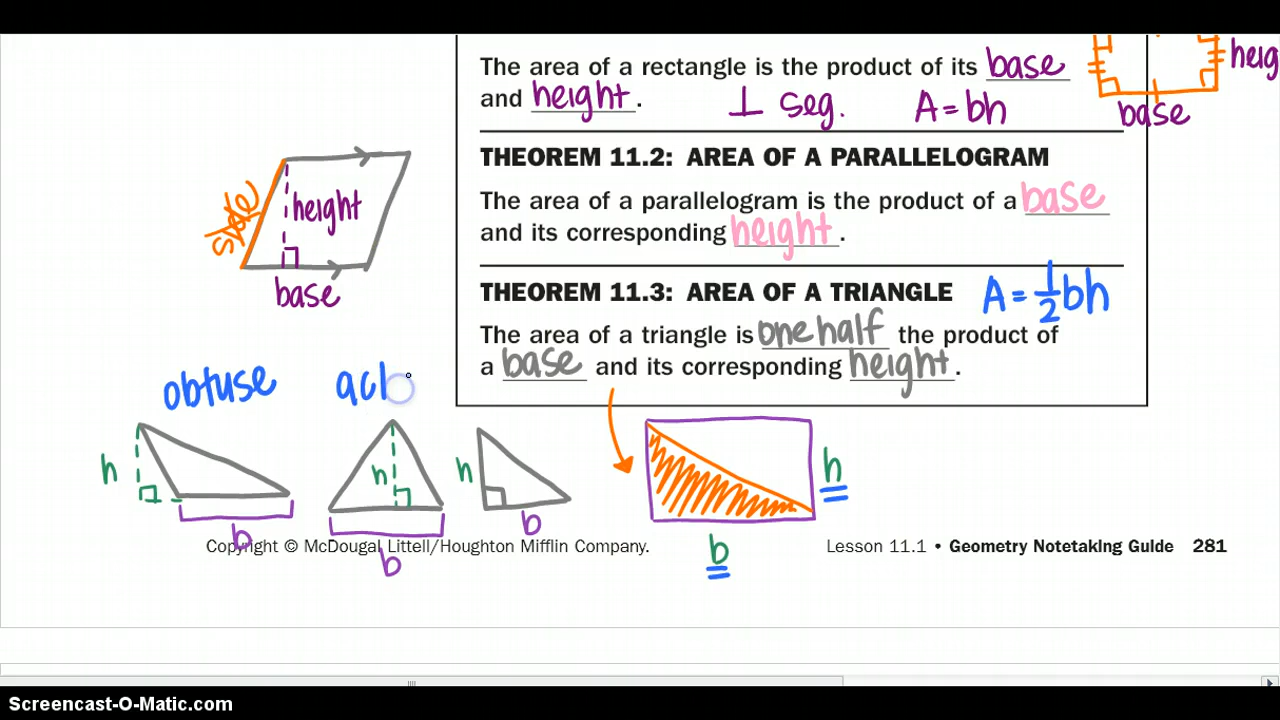 The area of a rectangle is the product of its base
and height.
⊥ seg.
A=bh
heig
base
THEOREM 11.2: AREA OF A PARALLELOGRAM
The area of a parallelogram is the product of a base
and its corresponding height.
side
height
base
THEOREM 11.3: AREA OF A TRIANGLE
A=½bh
The area of a triangle is one half the product of
a base and its corresponding height.
obtuse
h
b
h
b
h
b
h
b
Copyright © McDougal Littell/Houghton Mifflin Company.
Lesson 11.1 • Geometry Notetaking Guide 281
Screencast-O-Matic.com